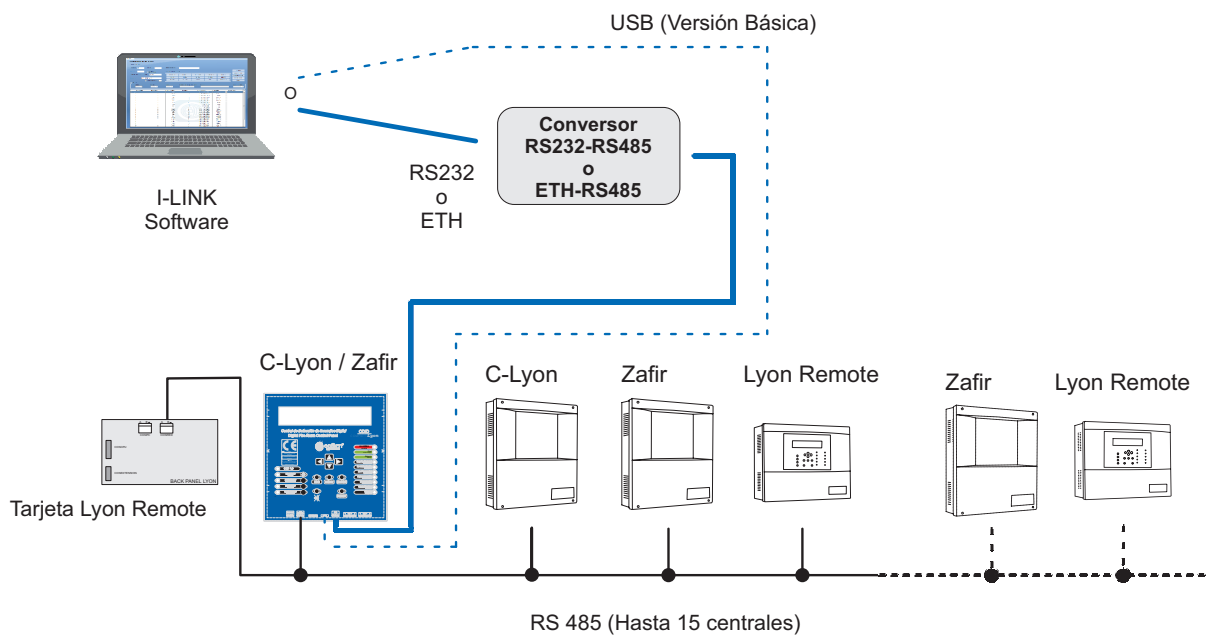 USB (Versión Básica)
O
Conversor
RS232-RS485
o
ETH-RS485
RS232
o
ETH
I-LINK
Software
C-Lyon / Zafir
C-Lyon
Zafir
Lyon Remote
Zafir
Lyon Remote
BACK PANEL LYON
Tarjeta Lyon Remote
RS 485 (Hasta 15 centrales)